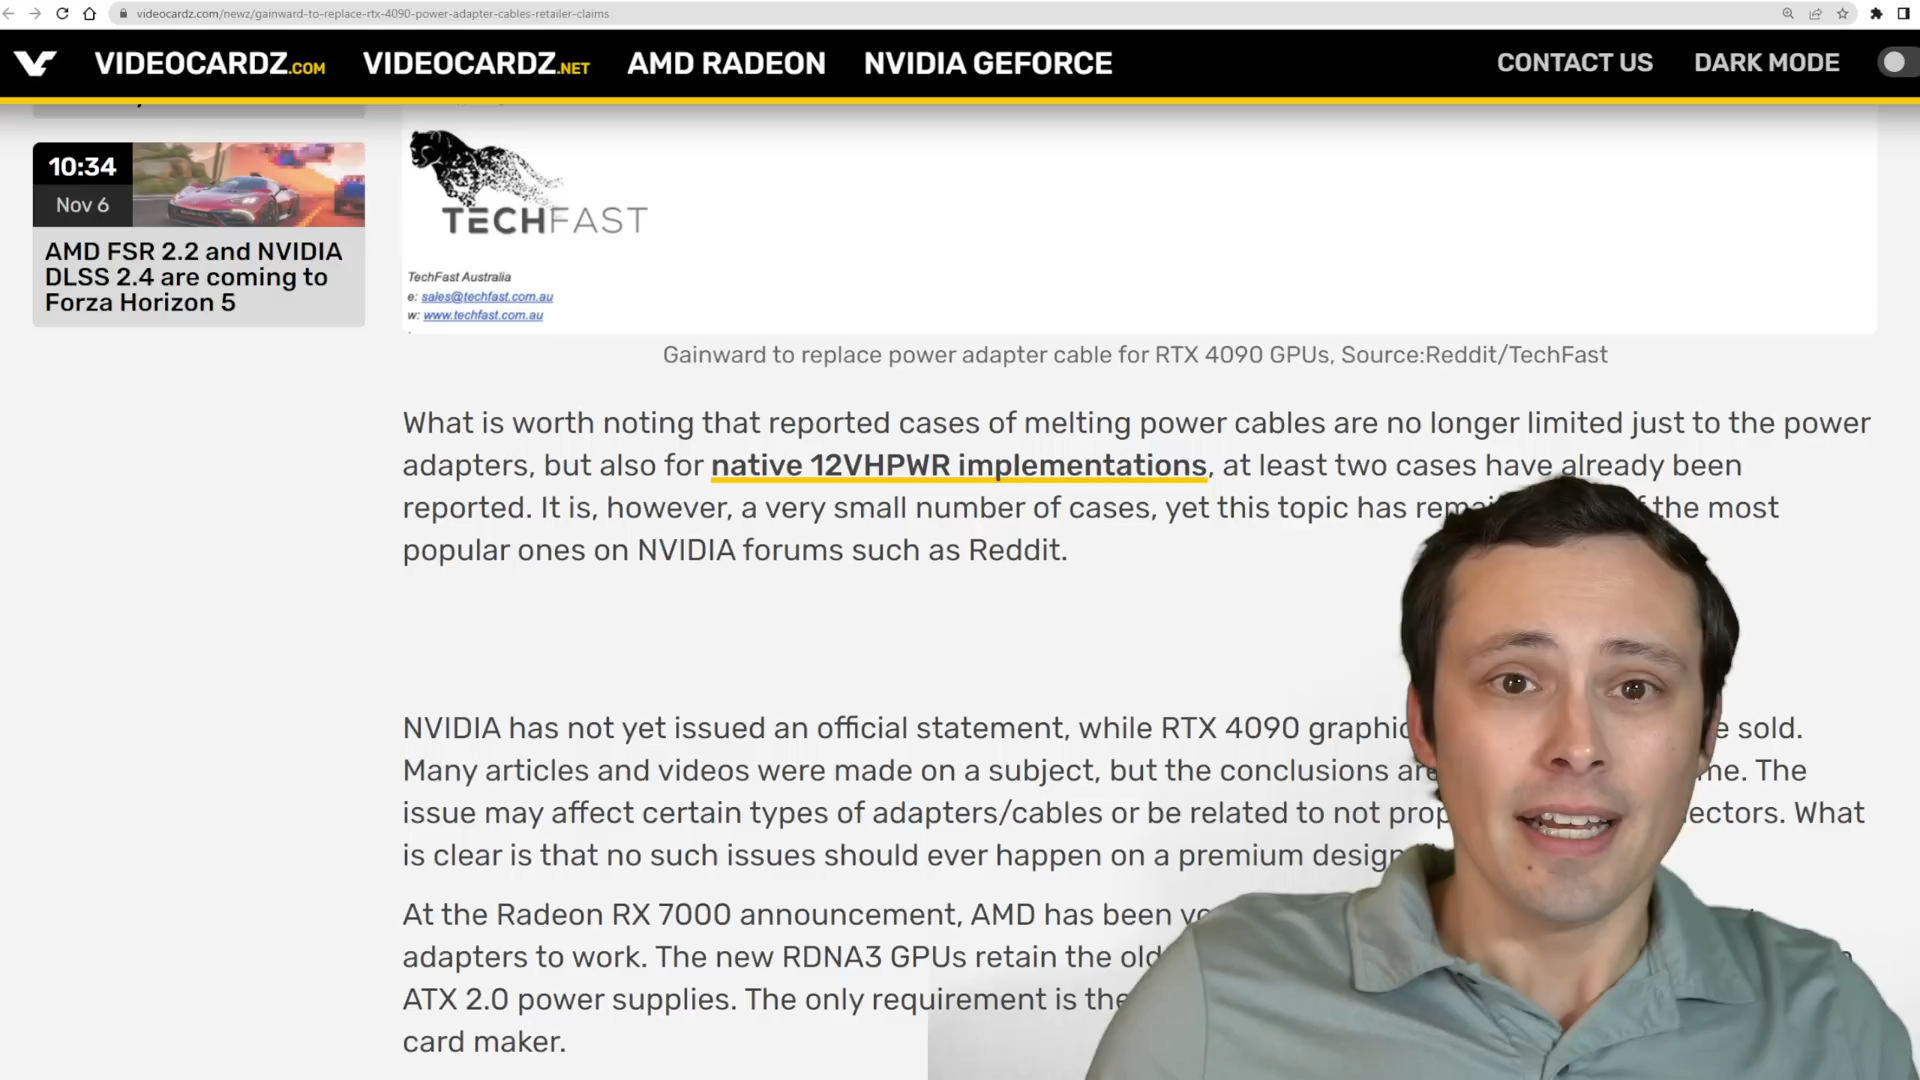 videocardz.com/newz/gainward-to-replace-rtx-4090-power-adapter-cables-retailer-claims
VIDEOCARDZ.COM VIDEOCARDZ.NET AMD RADEON NVIDIA GEFORCE CONTACT US DARK MODE
10:34
Nov 6
AMD FSR 2.2 and NVIDIA
DLSS 2.4 are coming to
Forza Horizon 5
TECHFAST
TechFast Australia
e: sales@techfast.com.au
w: www.techfast.com.au
Gainward to replace power adapter cable for RTX 4090 GPUs, Source:Reddit/TechFast
What is worth noting that reported cases of melting power cables are no longer limited just to the power
adapters, but also for native 12VHPWR implementations, at least two cases have already been
reported. It is, however, a very small number of cases, yet this topic has the most
popular ones on NVIDIA forums such as Reddit.
NVIDIA has not yet issued an official statement, while RTX 4090 sold.
Many articles and videos were made on a subject, but the conclusions The
issue may affect certain types of adapters/cables or be related to not What
is clear is that no such issues should ever happen on a premium design
At the Radeon RX 7000 announcement, AMD has been
adapters to work. The new RDNA3 GPUs retain the old
ATX 2.0 power supplies. The only requirement is the
card maker.